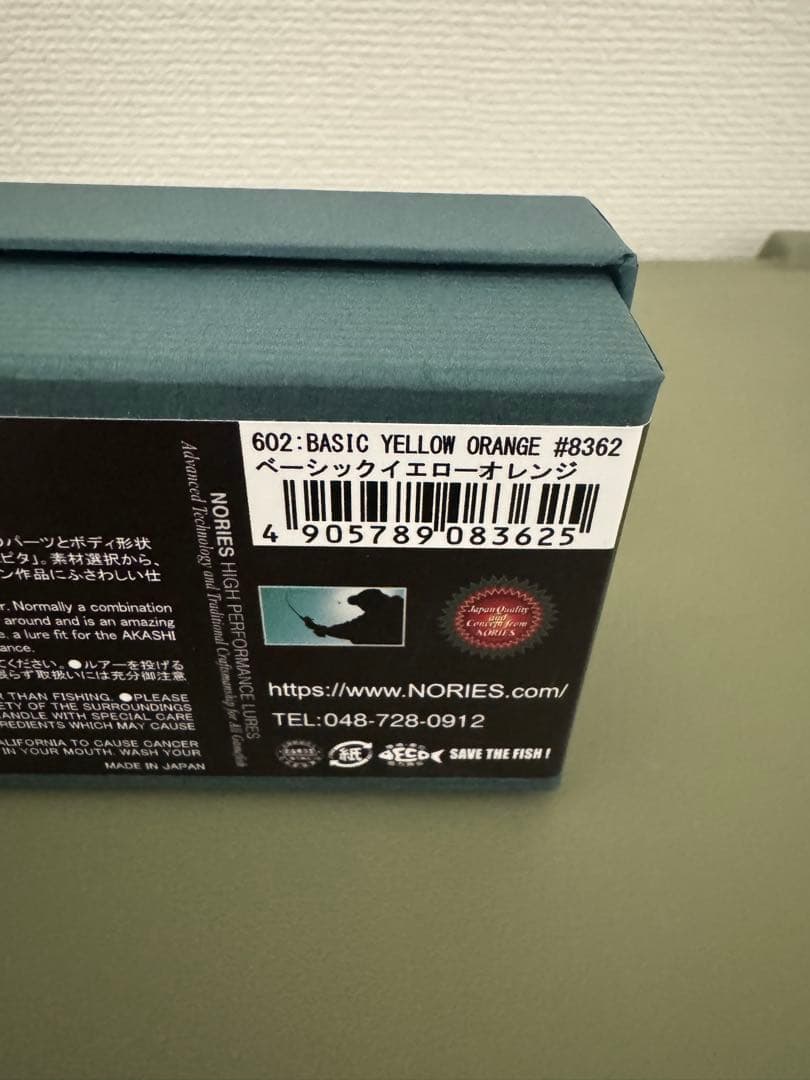 602:BASIC YELLOW ORANGE #8362
ベーシックイエローオレンジ
4 905789 083625
NORIES HIGH PERFORMANCE LURES
Advanced Technology and Traditional Craftsmanship for All
パーツとボディ形状
ピタ」。素材選択から、
ン作品にふさわしい仕
r. Normally a combination
around and is an amazing
e. a lure fit for the AKASHI
ance.
てください。●ルアーを投げる
らず取扱いには充分御注意
THAN FISHING. ●PLEASE
ETY OF THE SURROUNDINGS
ANDLE WITH SPECIAL CARE
REDIENTS WHICH MAY CAUSE
ALIFORNIA TO CAUSE CANCER
IN YOUR MOUTH. WASH YOUR
MADE IN JAPAN
Japan Quality
and
Concept from
NORIES
https://www.NORIES.com/
TEL:048-728-0912
紙
ECO
SAVE THE FISH!